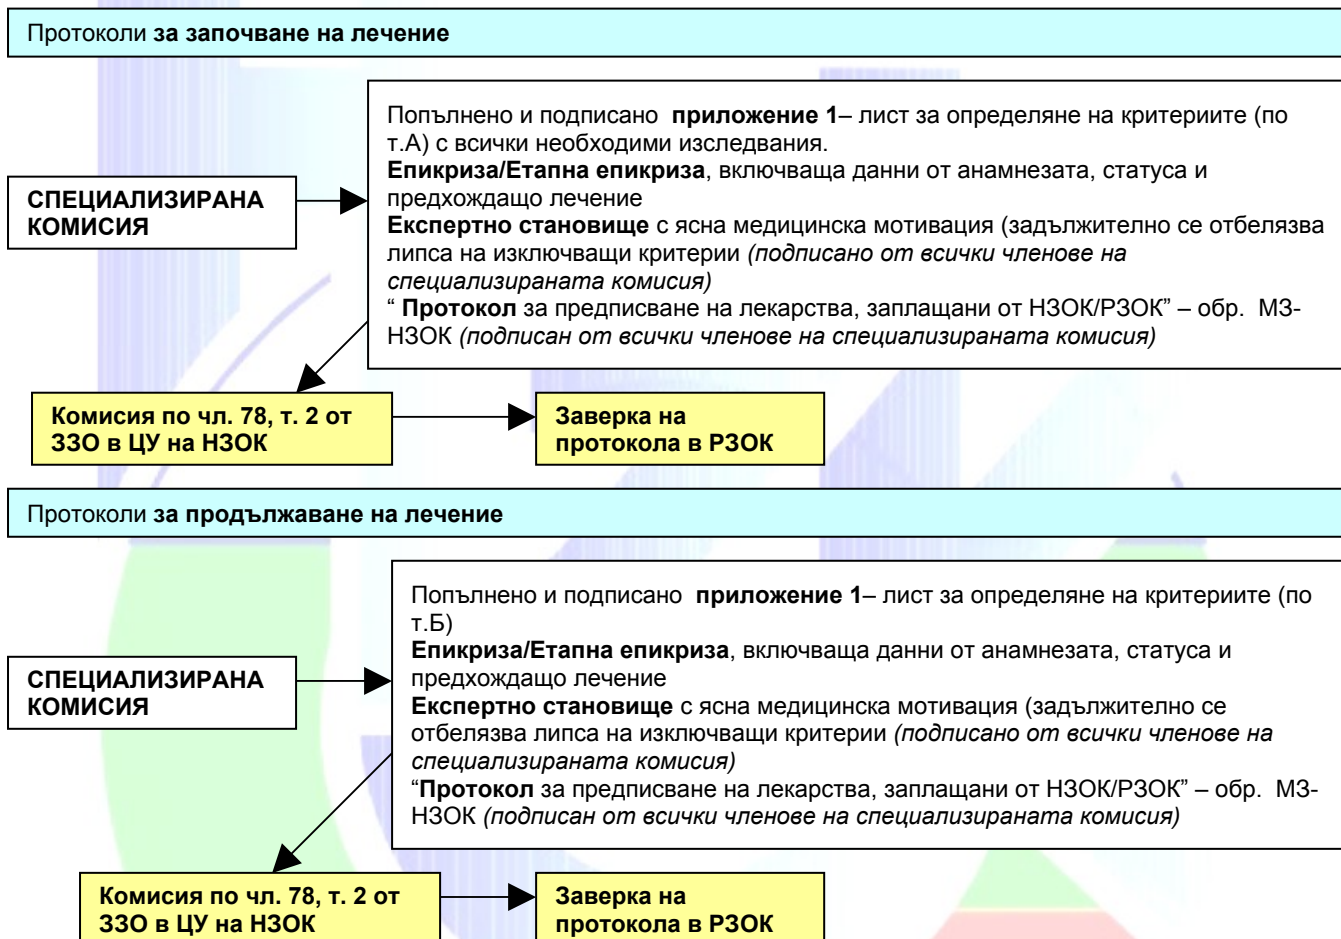 Протоколи за започване на лечение
Попълнено и подписано приложение 1– лист за определяне на критериите (по
т.А) с всички необходими изследвания.
Епикриза/Етапна епикриза, включваща данни от анамнезата, статуса и
предхождащо лечение
Експертно становище с ясна медицинска мотивация (задължително се отбелязва
липса на изключващи критерии (подписано от всички членове на
специализираната комисия)
“ Протокол за предписване на лекарства, заплащани от НЗОК/РЗОК” – обр. МЗ-
НЗОК (подписан от всички членове на специализираната комисия)
СПЕЦИАЛИЗИРАНА
КОМИСИЯ
Комисия по чл. 78, т. 2 от
ЗЗО в ЦУ на НЗОК
Заверка на
протокола в РЗОК
Протоколи за продължаване на лечение
Попълнено и подписано приложение 1– лист за определяне на критериите (по
т.Б)
Епикриза/Етапна епикриза, включваща данни от анамнезата, статуса и
предхождащо лечение
Експертно становище с ясна медицинска мотивация (задължително се
отбелязва липса на изключващи критерии (подписано от всички членове на
специализираната комисия)
“Протокол за предписване на лекарства, заплащани от НЗОК/РЗОК” – обр. МЗ-
НЗОК (подписан от всички членове на специализираната комисия)
СПЕЦИАЛИЗИРАНА
КОМИСИЯ
Комисия по чл. 78, т. 2 от
ЗЗО в ЦУ на НЗОК
Заверка на
протокола в РЗОК